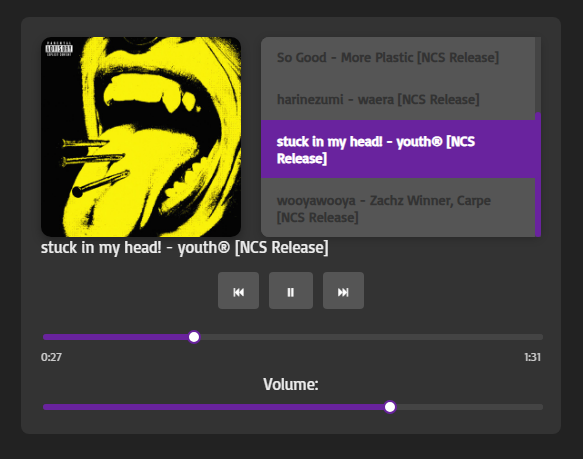 PARENTAL
ADVISORY
EXPLICIT CONTENT
So Good - More Plastic [NCS Release]
harinezumi - waera [NCS Release]
stuck in my head! - youth® [NCS
Release]
wooyawooya - Zachz Winner, Carpe
[NCS Release]
stuck in my head! - youth® [NCS Release]
0:27
1:31
Volume: